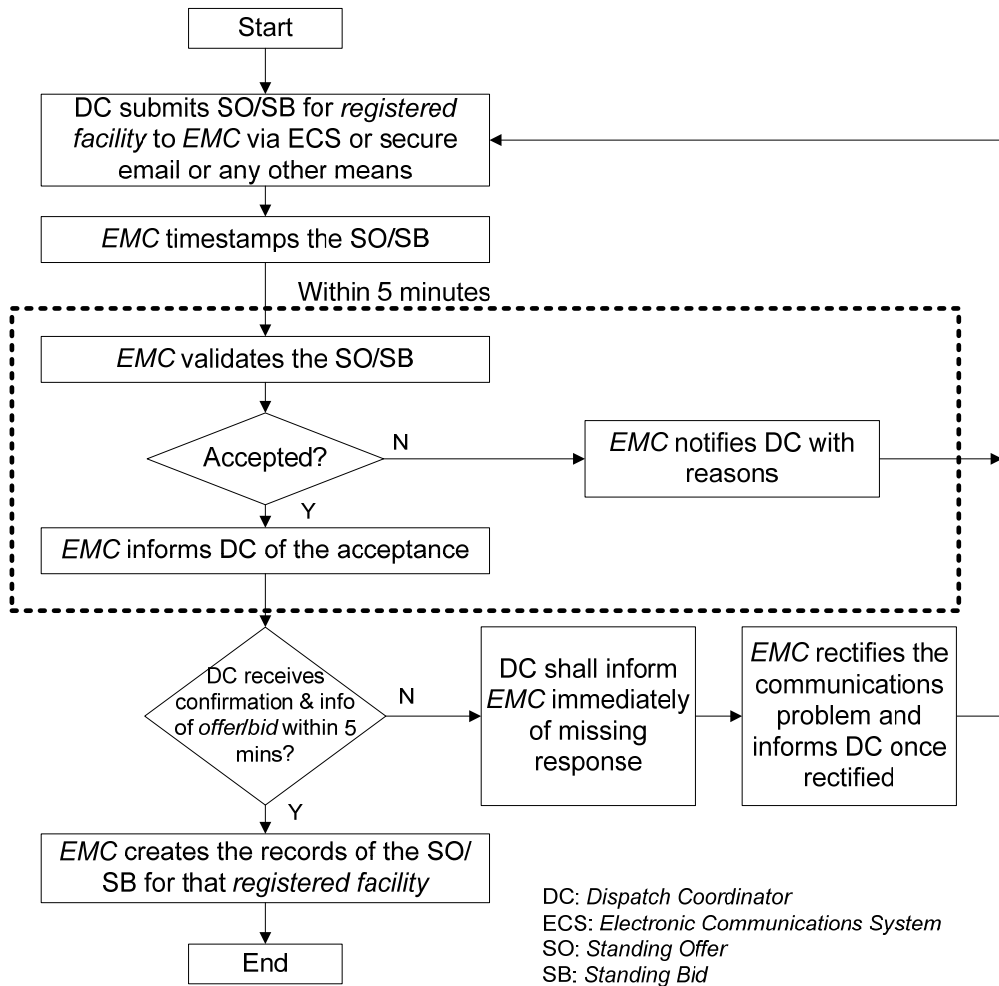 Start
DC submits SO/SB for registered
facility to EMC via ECS or secure
email or any other means
EMC timestamps the SO/SB
Within 5 minutes
EMC validates the SO/SB
Accepted?
N
EMC notifies DC with
reasons
Y
EMC informs DC of the acceptance
DC receives
confirmation & info
of offer/bid within 5
mins?
N
DC shall inform
EMC immediately
of missing
response
EMC rectifies the
communications
problem and
informs DC once
rectified
Y
EMC creates the records of the SO/
SB for that registered facility
End
DC: Dispatch Coordinator
ECS: Electronic Communications System
SO: Standing Offer
SB: Standing Bid